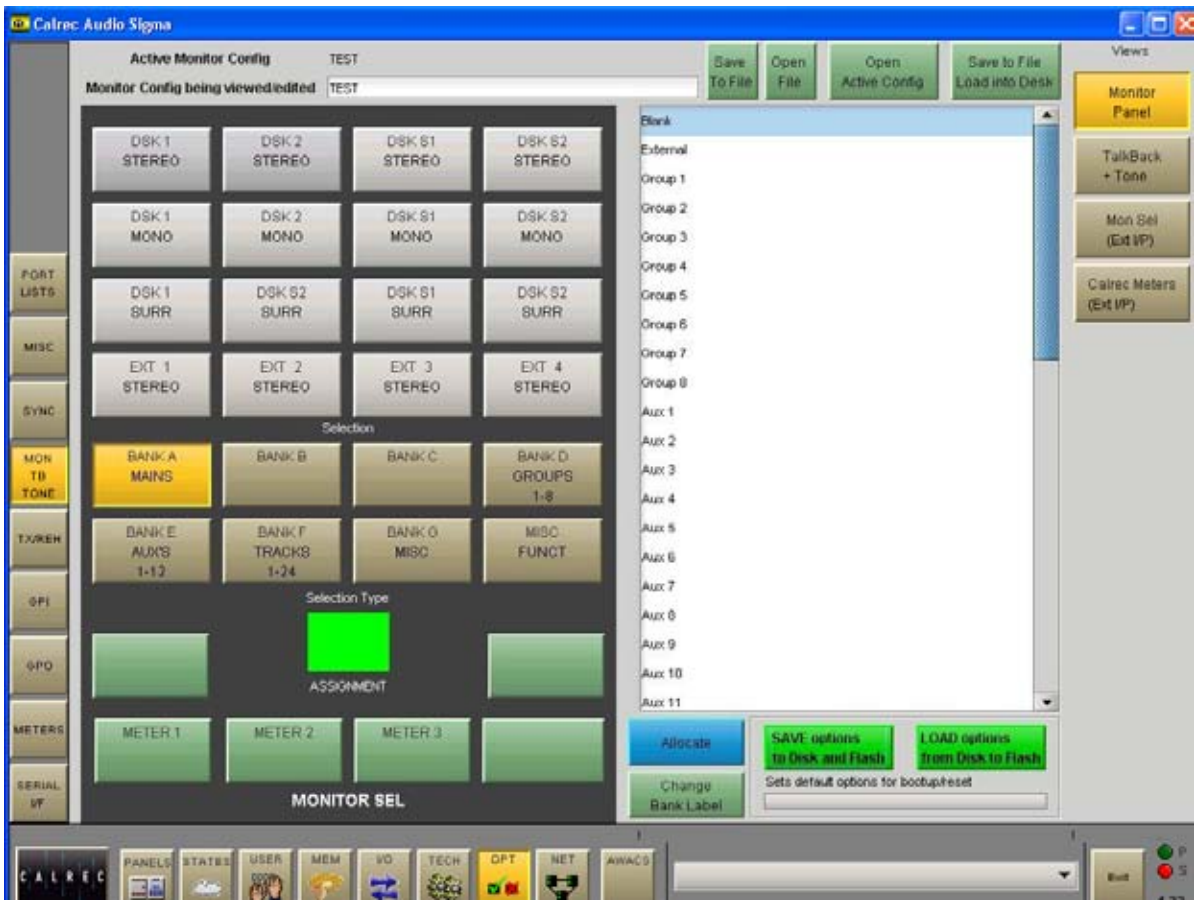 Calrec Audio Sigma
Active Monitor Config TEST
Monitor Config being viewed/edited TEST
Save To File
Open File
Open Active Config
Save to File Load into Desk
Views
Monitor Panel
TalkBack + Tone
Mon Sel (Ext I/P)
Calrec Meters (Ext I/P)
PORT LISTS
MISC
SYNC
MON TB TONE
TX/REH
GPI
GPO
METERS
SERIAL I/F
DSK 1 STEREO
DSK 2 STEREO
DSK S1 STEREO
DSK S2 STEREO
DSK 1 MONO
DSK 2 MONO
DSK S1 MONO
DSK S2 MONO
DSK 1 SURR
DSK S2 SURR
DSK S1 SURR
DSK S2 SURR
EXT 1 STEREO
EXT 2 STEREO
EXT 3 STEREO
EXT 4 STEREO
Selection
BANK A MAINS
BANK B
BANK C
BANK D GROUPS 1-8
BANK E AUX'S 1-12
BANK F TRACKS 1-24
BANK G MISC
MISC FUNCT
Selection Type
ASSIGNMENT
METER 1
METER 2
METER 3
MONITOR SEL
Blank
External
Group 1
Group 2
Group 3
Group 4
Group 5
Group 6
Group 7
Group 8
Aux 1
Aux 2
Aux 3
Aux 4
Aux 5
Aux 6
Aux 7
Aux 8
Aux 9
Aux 10
Aux 11
Allocate
Change Bank Label
SAVE options to Disk and Flash
LOAD options from Disk to Flash
Sets default options for bootup/reset
CALREC
PANELS
STATES
USER
MEM
I/O
TECH
OPT
NET
AWACS
Exit
P
S